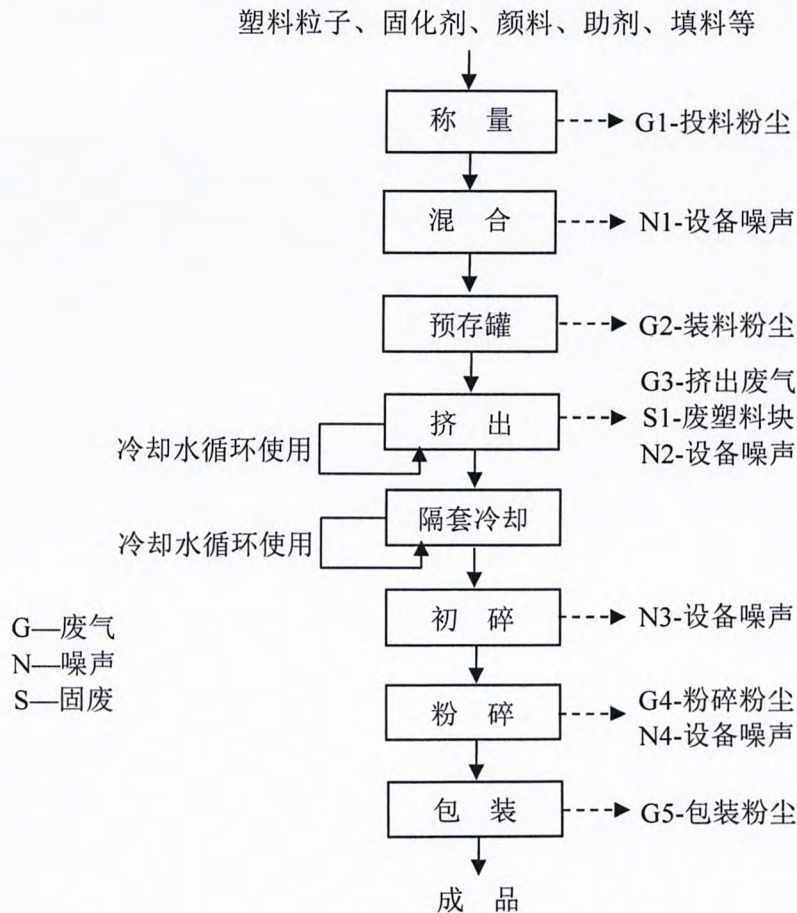 塑料粒子、固化剂、颜料、助剂、填料等
称 量
G1-投料粉尘
混 合
N1-设备噪声
预存罐
G2-装料粉尘
挤 出
G3-挤出废气
S1-废塑料块
N2-设备噪声
冷却水循环使用
隔套冷却
冷却水循环使用
初 碎
N3-设备噪声
G—废气
N—噪声
S—固废
粉 碎
G4-粉碎粉尘
N4-设备噪声
包 装
G5-包装粉尘
成 品